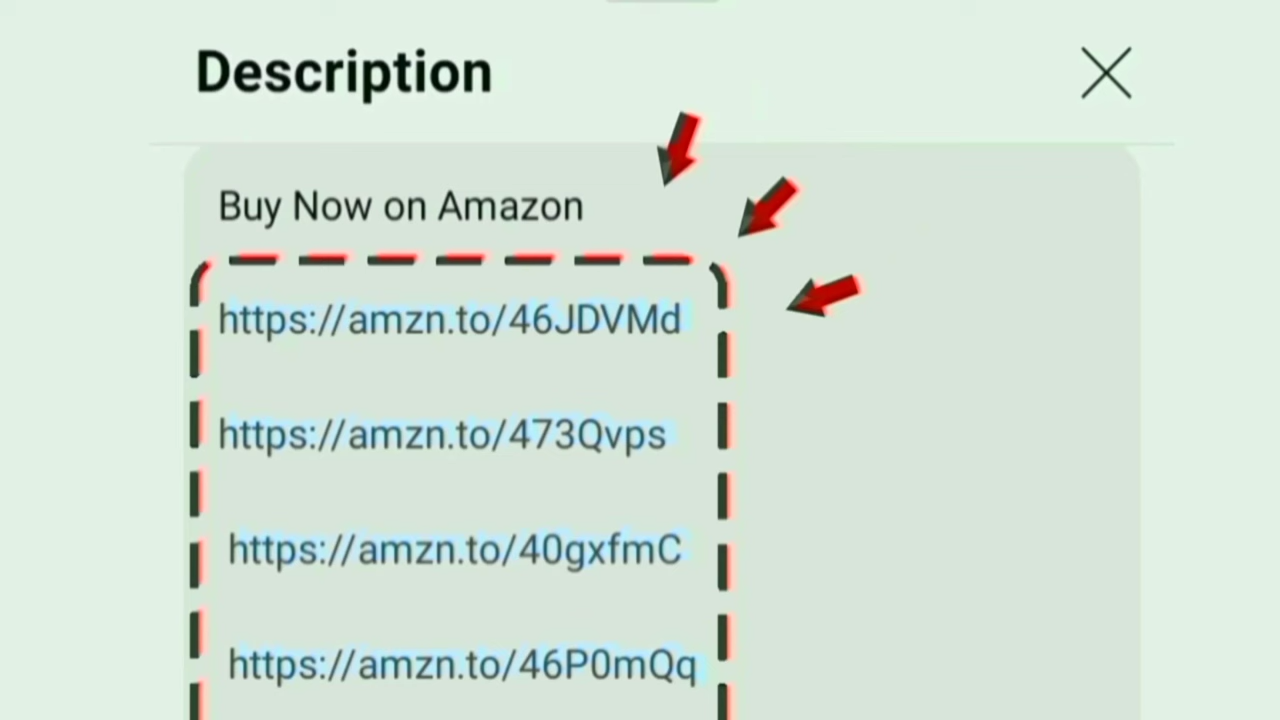 Description
Buy Now on Amazon
https://amzn.to/46JDVMd
https://amzn.to/473Qvps
https://amzn.to/40gxfmC
https://amzn.to/46P0mQq